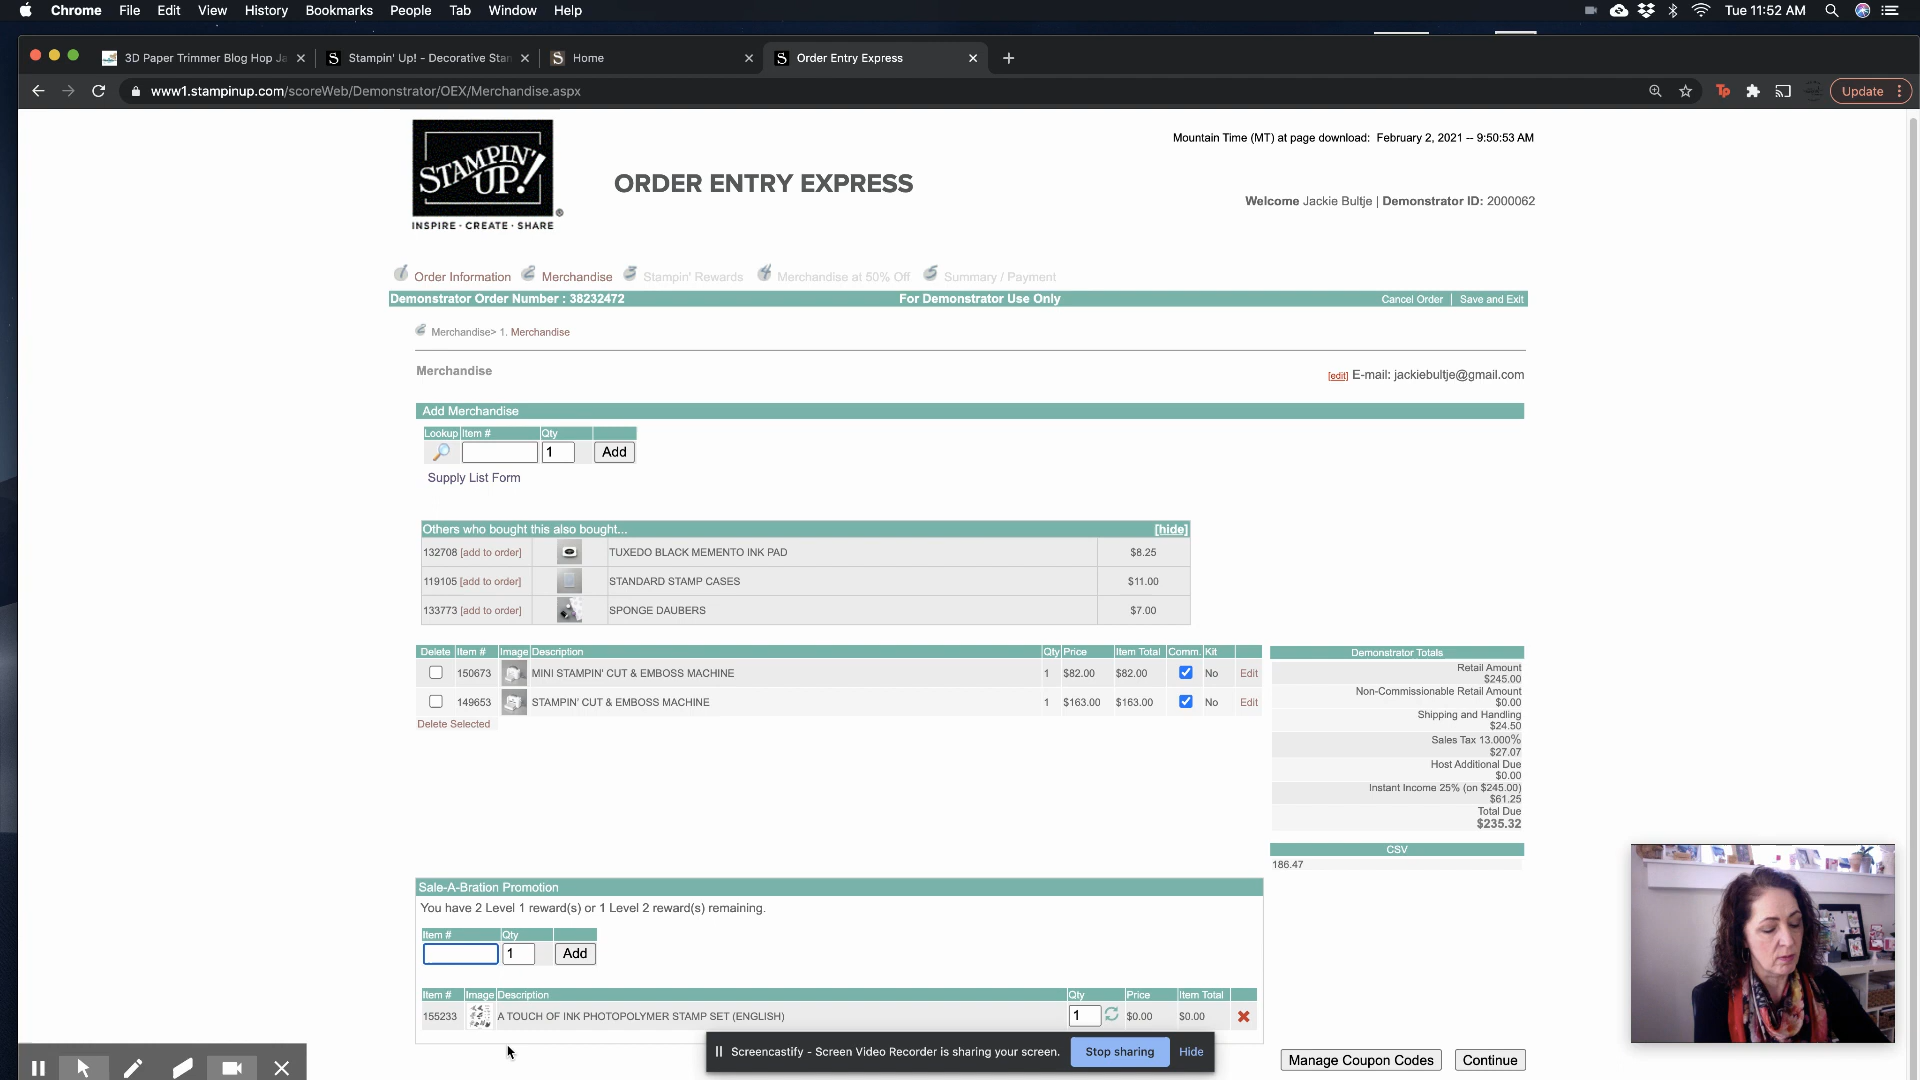 Chrome File Edit View History Bookmarks People Tab Window Help Tue 11:52 AM
3D Paper Trimmer Blog Hop Ja Stampin' Up! - Decorative Stan Home Order Entry Express
www1.stampinup.com/scoreWeb/Demonstrator/OEX/Merchandise.aspx Update
STAMPIN' UP!
INSPIRE · CREATE · SHARE
ORDER ENTRY EXPRESS
Mountain Time (MT) at page download: February 2, 2021 -- 9:50:53 AM
Welcome Jackie Bultje | Demonstrator ID: 2000062
1 Order Information 2 Merchandise 3 Stampin' Rewards 4 Merchandise at 50% Off 5 Summary / Payment
Demonstrator Order Number : 38232472 For Demonstrator Use Only Cancel Order | Save and Exit
2 Merchandise> 1. Merchandise
Merchandise
[edit] E-mail: jackiebultje@gmail.com
Add Merchandise
Lookup Item # Qty
1 Add
Supply List Form
Others who bought this also bought... [hide]
132708 [add to order] TUXEDO BLACK MEMENTO INK PAD $8.25
119105 [add to order] STANDARD STAMP CASES $11.00
133773 [add to order] SPONGE DAUBERS $7.00
Delete Item # Image Description Qty Price Item Total Comm. Kit
150673 MINI STAMPIN' CUT & EMBOSS MACHINE 1 $82.00 $82.00 No Edit
149653 STAMPIN' CUT & EMBOSS MACHINE 1 $163.00 $163.00 No Edit
Delete Selected
Demonstrator Totals
Retail Amount
$245.00
Non-Commissionable Retail Amount
$0.00
Shipping and Handling
$24.50
Sales Tax 13.000%
$27.07
Host Additional Due
$0.00
Instant Income 25% (on $245.00)
$61.25
Total Due
$235.32
CSV
186.47
Sale-A-Bration Promotion
You have 2 Level 1 reward(s) or 1 Level 2 reward(s) remaining.
Item # Qty
1 Add
Item # Image Description Qty Price Item Total
155233 A TOUCH OF INK PHOTOPOLYMER STAMP SET (ENGLISH) 1 $0.00 $0.00
Screencastify - Screen Video Recorder is sharing your screen. Stop sharing Hide
Manage Coupon Codes Continue